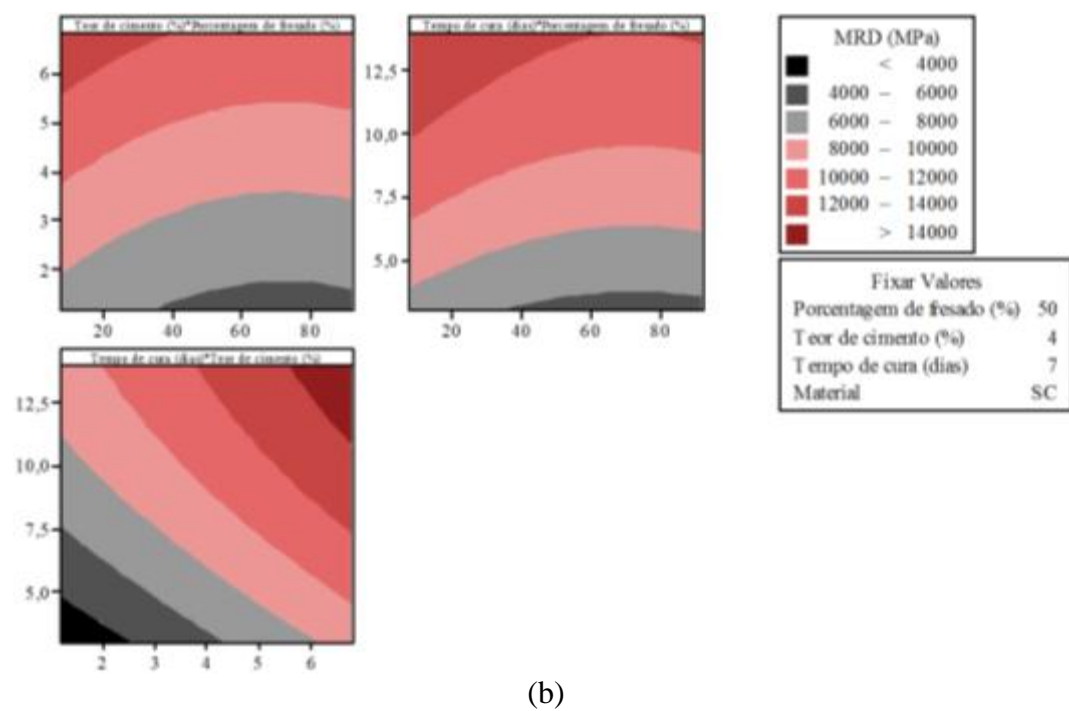 Teor de cimento (%)*Porcentagem de fresado (%)
6
5
4
3
2
20 40 60 80
Tempo de cura (dias)*Porcentagem de fresado (%)
12,5
10,0
7,5
5,0
20 40 60 80
MRD (MPa)
< 4000
4000 – 6000
6000 – 8000
8000 – 10000
10000 – 12000
12000 – 14000
> 14000
Fixar Valores
Porcentagem de fresado (%) 50
Teor de cimento (%) 4
Tempo de cura (dias) 7
Material SC
Tempo de cura (dias)*Teor de cimento (%)
12,5
10,0
7,5
5,0
2 3 4 5 6
(b)